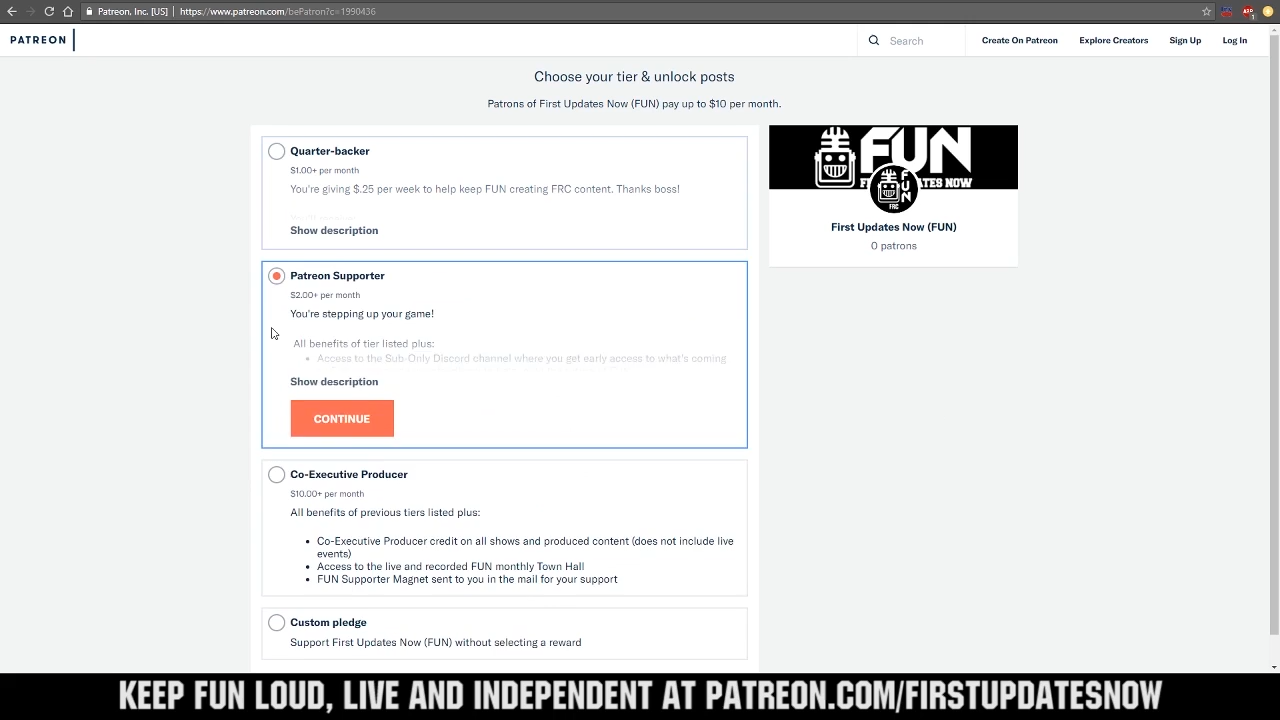 Patreon, Inc. [US] | https://www.patreon.com/bePatron?c=1990436
PATREON
Search
Create On Patreon
Explore Creators
Sign Up
Log In
Choose your tier & unlock posts
Patrons of First Updates Now (FUN) pay up to $10 per month.
Quarter-backer
$1.00+ per month
You're giving $.25 per week to help keep FUN creating FRC content. Thanks boss!
Show description
Patreon Supporter
$2.00+ per month
You're stepping up your game!
All benefits of tier listed plus:
• Access to the Sub-Only Discord channel where you get early access to what's coming
Show description
CONTINUE
Co-Executive Producer
$10.00+ per month
All benefits of previous tiers listed plus:
• Co-Executive Producer credit on all shows and produced content (does not include live
events)
• Access to the live and recorded FUN monthly Town Hall
• FUN Supporter Magnet sent to you in the mail for your support
Custom pledge
Support First Updates Now (FUN) without selecting a reward
FUN
FUN
FRC
First Updates Now (FUN)
0 patrons
KEEP FUN LOUD, LIVE AND INDEPENDENT AT PATREON.COM/FIRSTUPDATESNOW